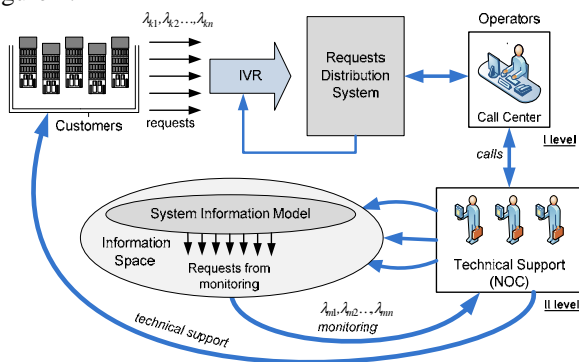 λk1,λk2...,λkn
Operators
IVR
Requests
Distribution
System
Call Center
Customers
requests
I level
calls
System Information Model
Information
Space
Requests from
monitoring
Technical Support
(NOC)
λm1,λm2...,λmn
monitoring
II level
technical support